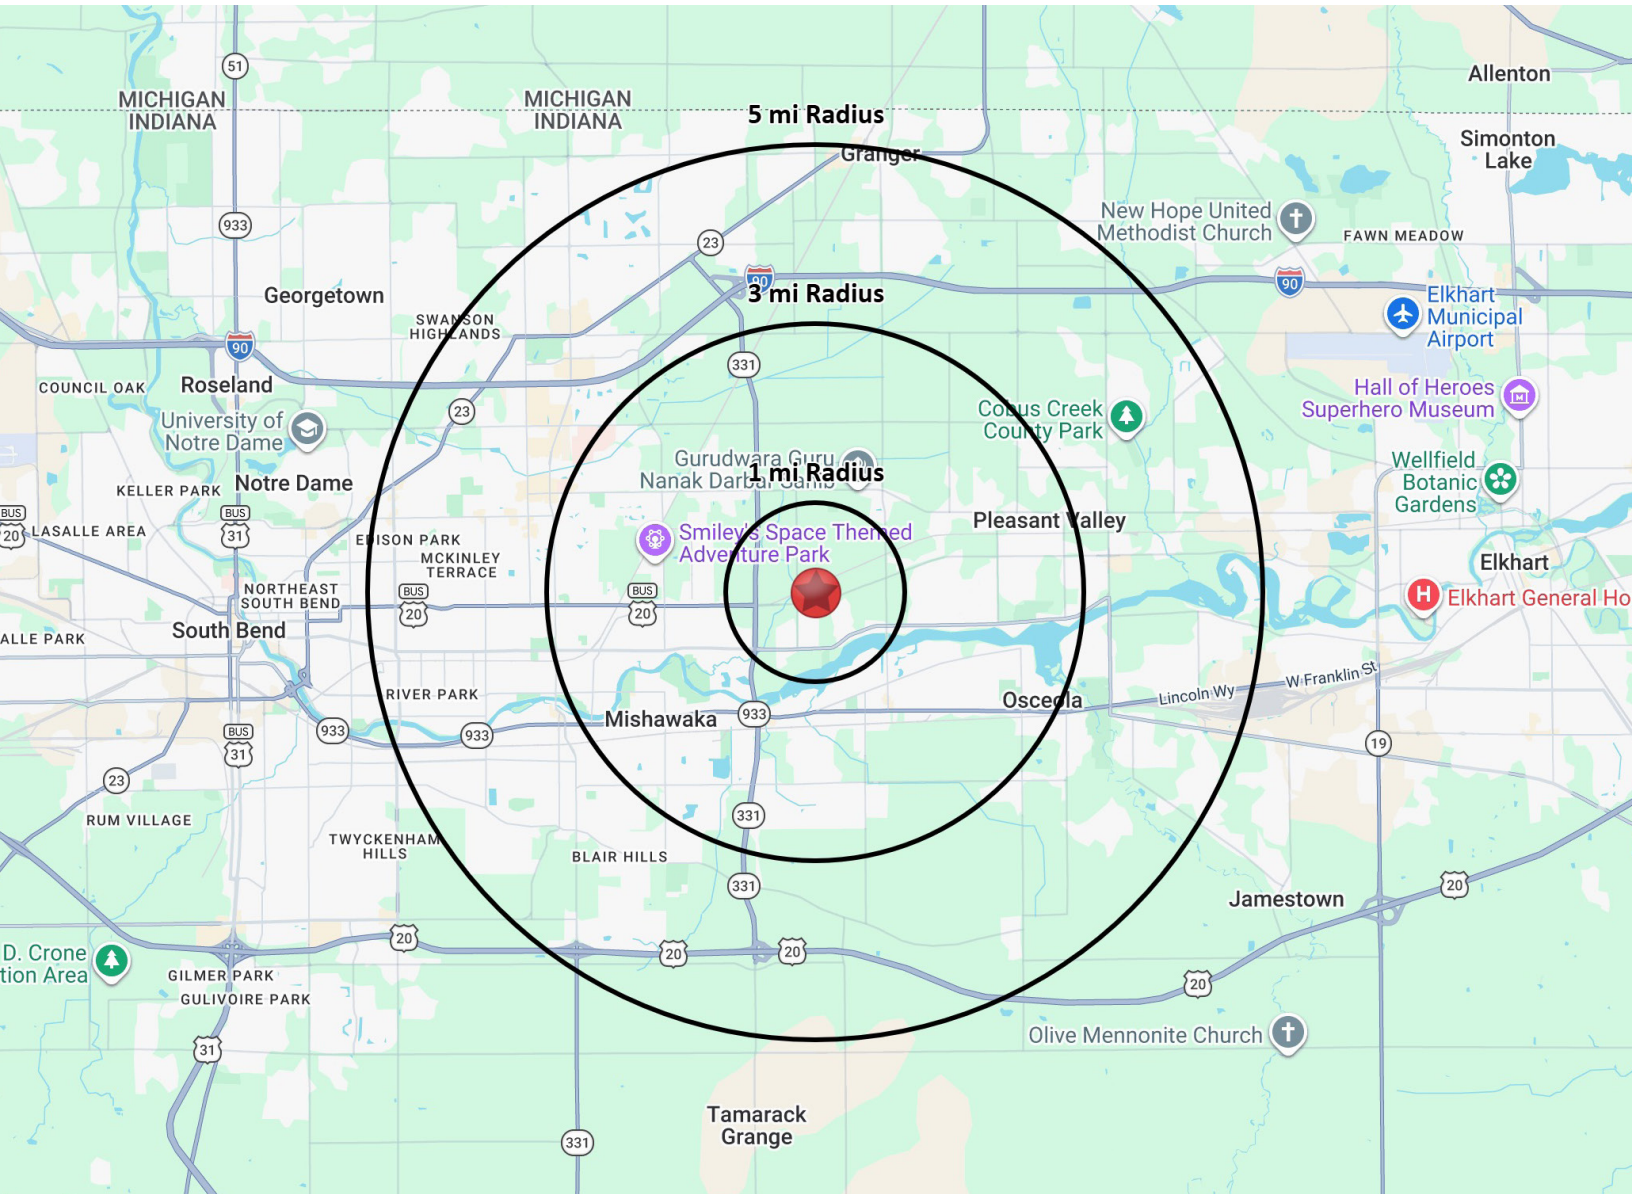 51
Allenton
MICHIGAN
INDIANA
MICHIGAN
INDIANA
5 mi Radius
Granger
Simonton
Lake
New Hope United
Methodist Church
FAWN MEADOW
933
23
90
3 mi Radius
90
Georgetown
SWANSON
HIGHLANDS
Elkhart
Municipal
Airport
90
331
COUNCIL OAK
Roseland
University of
Notre Dame
23
Cobus Creek
County Park
Hall of Heroes
Superhero Museum
Gurudwara Guru
Nanak Darbar Sahib
1 mi Radius
Wellfield
Botanic
Gardens
KELLER PARK
Notre Dame
BUS
20
LASALLE AREA
BUS
31
EDISON PARK
MCKINLEY
TERRACE
Smiley's Space Themed
Adventure Park
Pleasant Valley
Elkhart
NORTHEAST
SOUTH BEND
BUS
20
BUS
20
Elkhart General Ho
ALLE PARK
South Bend
RIVER PARK
Mishawaka
933
Osceola
Lincoln Wy
W Franklin St
BUS
31
933
933
19
23
RUM VILLAGE
331
TWYCKENHAM
HILLS
BLAIR HILLS
331
Jamestown
20
D. Crone
tion Area
20
20
20
20
GILMER PARK
GULIVOIRE PARK
31
Olive Mennonite Church
Tamarack
Grange
331